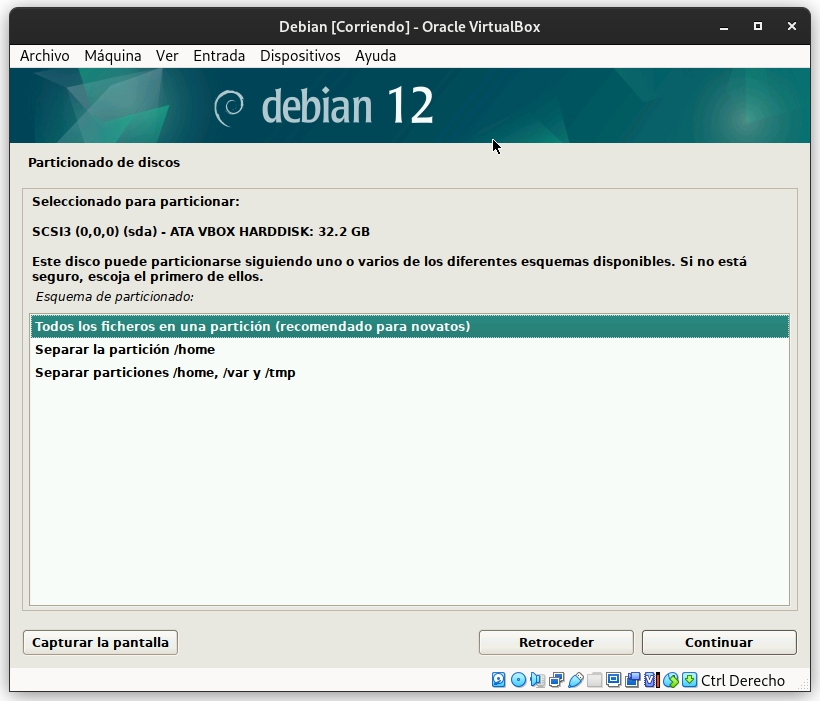 Debian [Corriendo] - Oracle VirtualBox
Archivo Máquina Ver Entrada Dispositivos Ayuda
debian 12
Particionado de discos
Seleccionado para particionar:
SCSI3 (0,0,0) (sda) - ATA VBOX HARDDISK: 32.2 GB
Este disco puede particionarse siguiendo uno o varios de los diferentes esquemas disponibles. Si no está
seguro, escoja el primero de ellos.
Esquema de particionado:
Todos los ficheros en una partición (recomendado para novatos)
Separar la partición /home
Separar particiones /home, /var y /tmp
Capturar la pantalla Retroceder Continuar
Ctrl Derecho